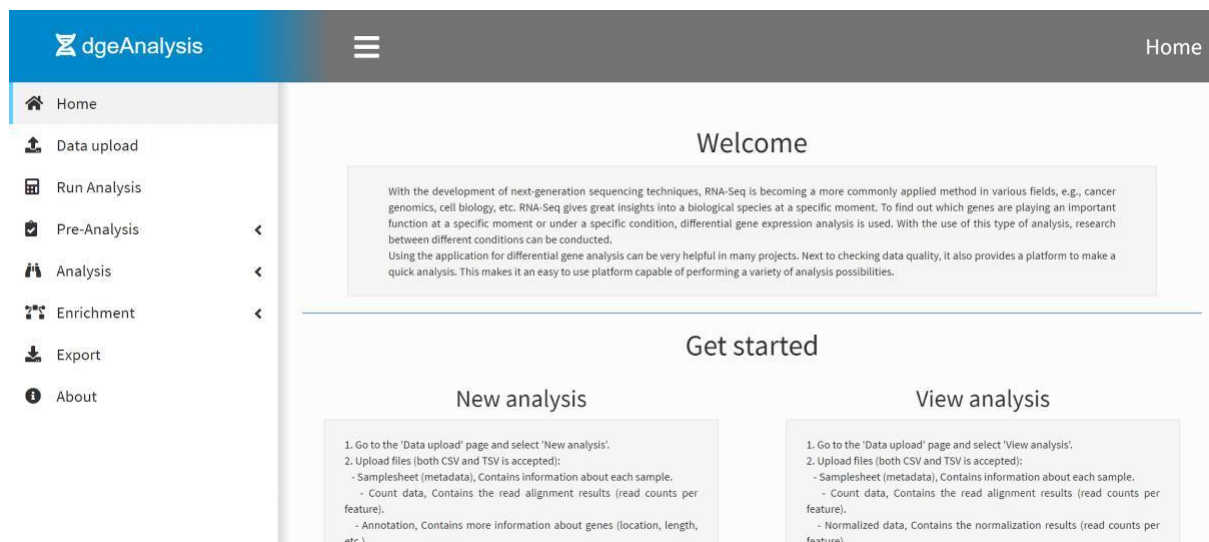 dgeAnalysis
Home
Home
Data upload
Run Analysis
Pre-Analysis
Analysis
Enrichment
Export
About
Welcome
With the development of next-generation sequencing techniques, RNA-Seq is becoming a more commonly applied method in various fields, e.g., cancer
genomics, cell biology, etc. RNA-Seq gives great insights into a biological species at a specific moment. To find out which genes are playing an important
function at a specific moment or under a specific condition, differential gene expression analysis is used. With the use of this type of analysis, research
between different conditions can be conducted.
Using the application for differential gene analysis can be very helpful in many projects. Next to checking data quality, it also provides a platform to make a
quick analysis. This makes it an easy to use platform capable of performing a variety of analysis possibilities.
Get started
New analysis
1. Go to the 'Data upload' page and select 'New analysis'.
2. Upload files (both CSV and TSV is accepted):
- Samplesheet (metadata), Contains information about each sample.
- Count data, Contains the read alignment results (read counts per
feature).
- Annotation, Contains more information about genes (location, length,
etc.)
View analysis
1. Go to the 'Data upload' page and select 'View analysis'.
2. Upload files (both CSV and TSV is accepted):
- Samplesheet (metadata), Contains information about each sample.
- Count data, Contains the read alignment results (read counts per
feature).
- Normalized data, Contains the normalization results (read counts per
feature)